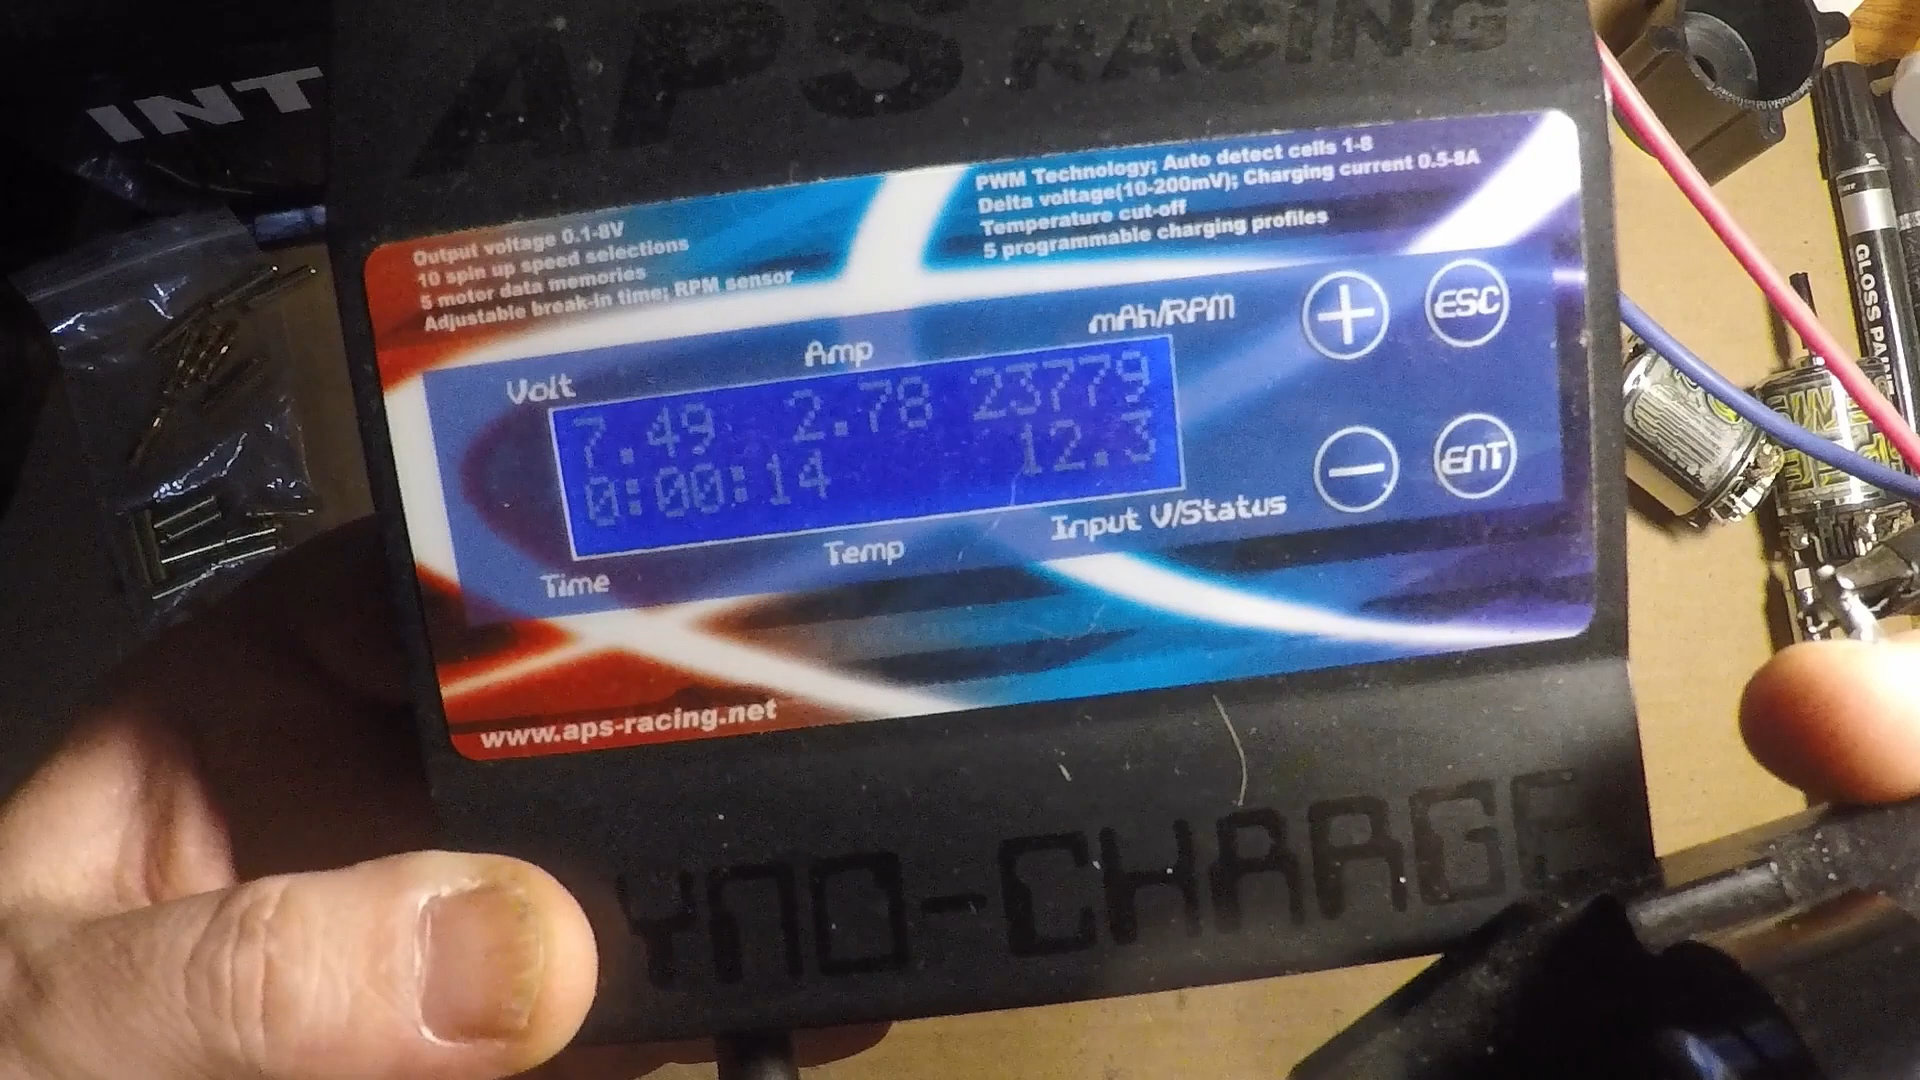 INT
APS RACING
Output voltage 0.1-8V
10 spin up speed selections
5 motor data memories
Adjustable break-in time; RPM sensor
PWM Technology; Auto detect cells 1-8
Delta voltage(10-200mV); Charging current 0.5-8A
Temperature cut-off
5 programmable charging profiles
Volt Amp mAh/RPM
7.49 2.78 23779
0:00:14 12.3
Time Temp Input V/Status
+ ESC
- ENT
www.aps-racing.net
YNO-CHARGE
GLOSS PA